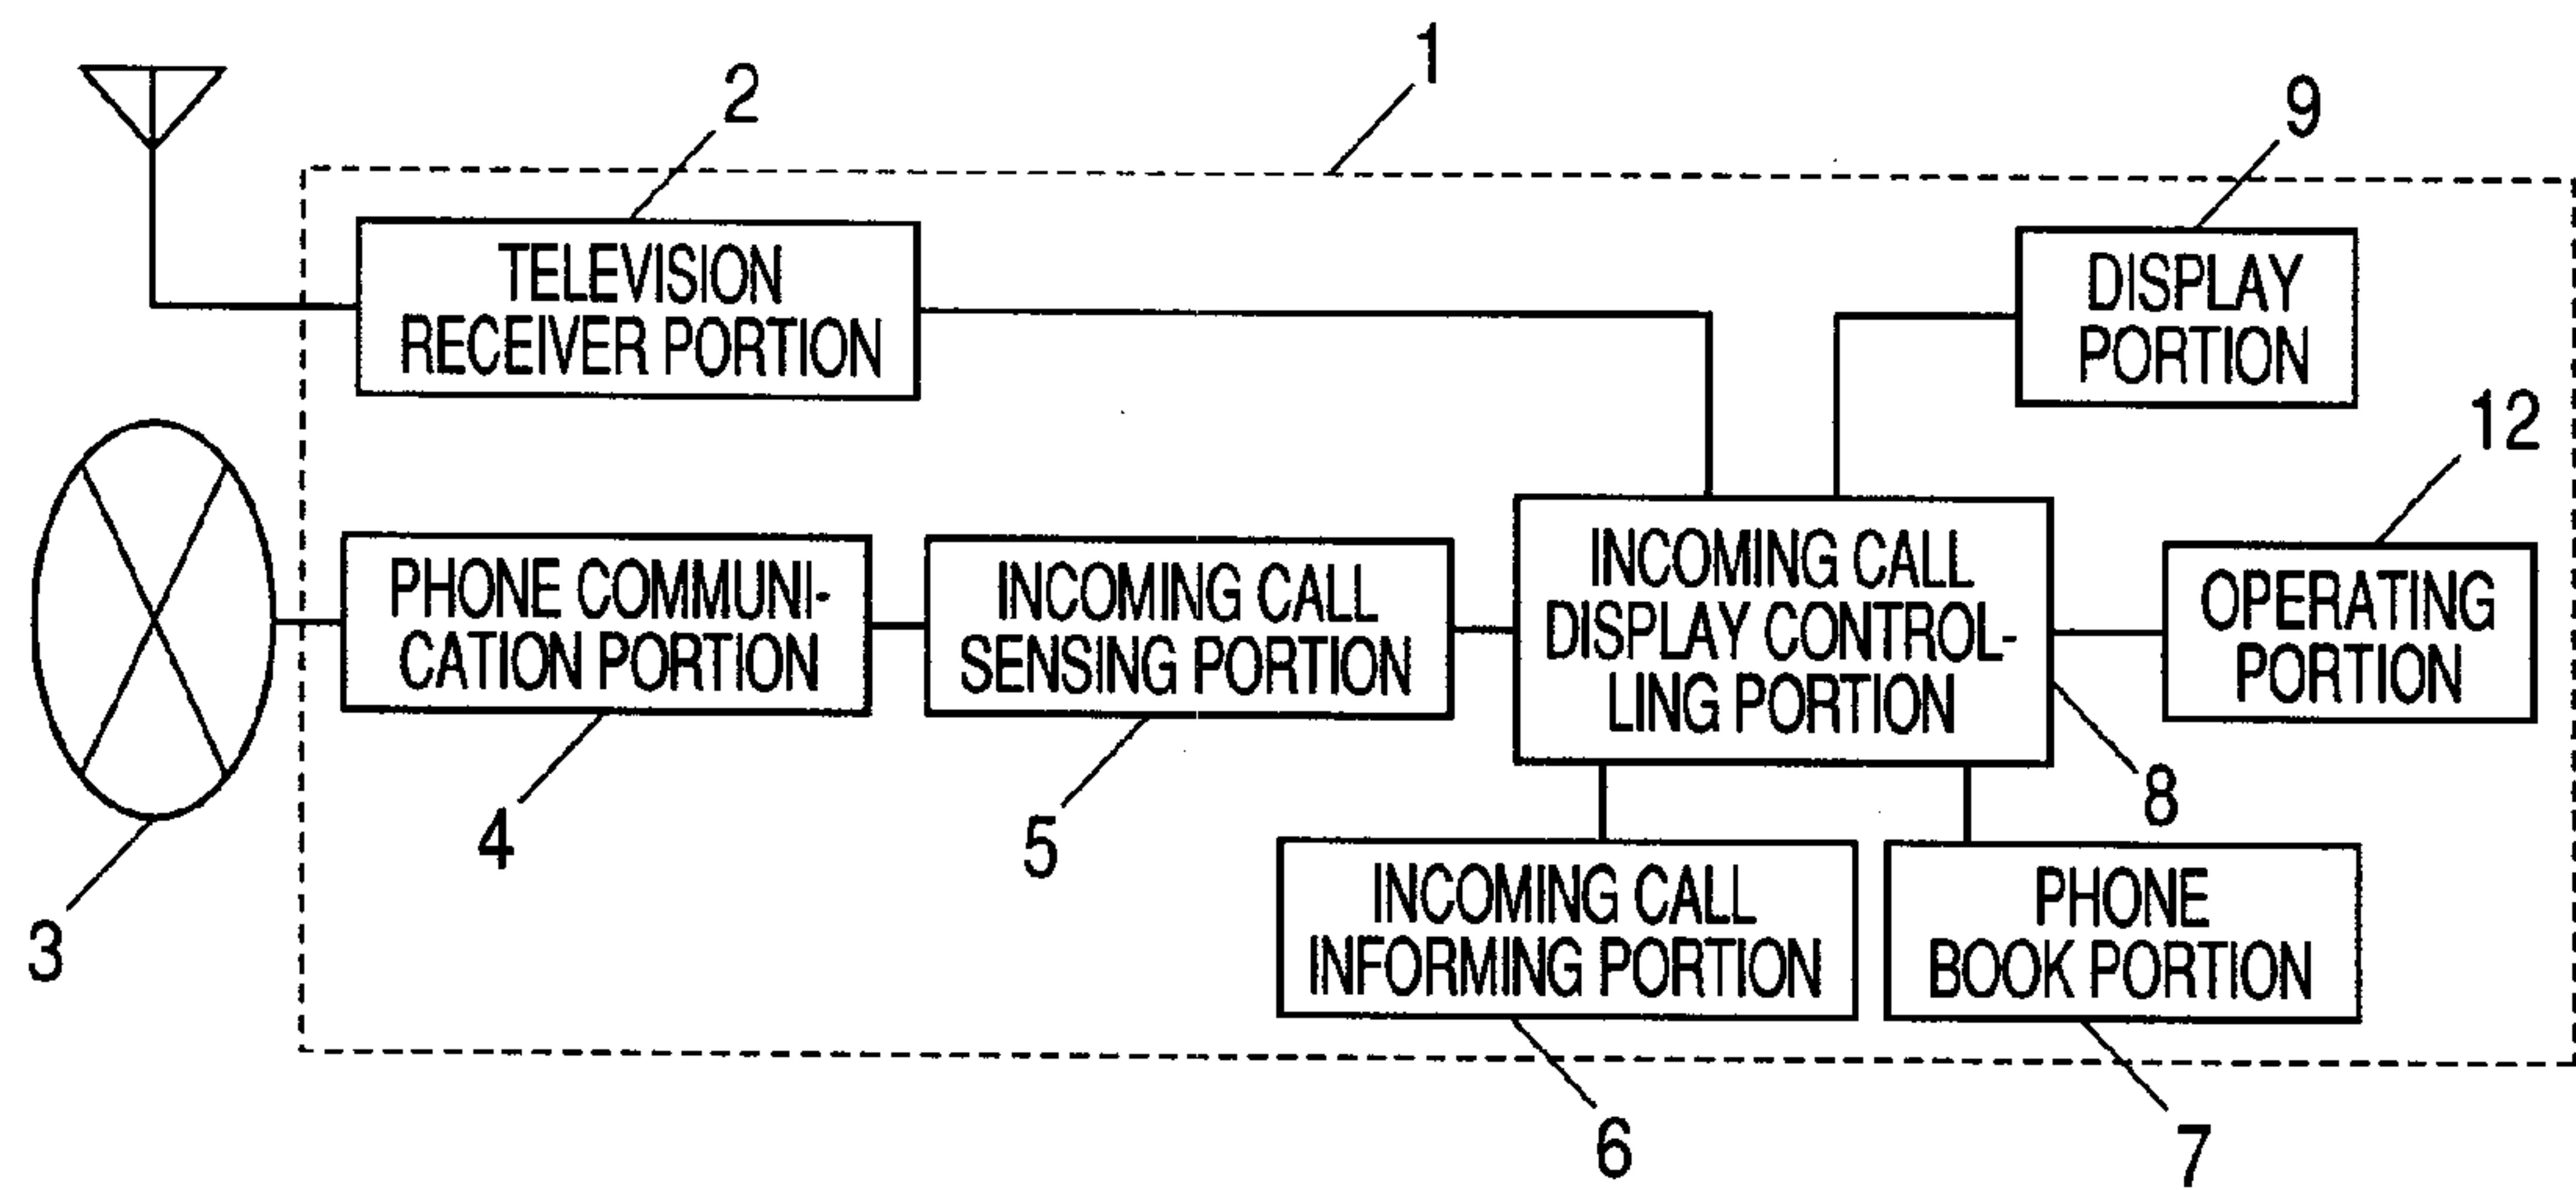 1
2
9
TELEVISION
RECEIVER PORTION
DISPLAY
PORTION
12
PHONE COMMUNI-
CATION PORTION
INCOMING CALL
SENSING PORTION
INCOMING CALL
DISPLAY CONTROL-
LING PORTION
OPERATING
PORTION
3
4
5
8
INCOMING CALL
INFORMING PORTION
PHONE
BOOK PORTION
6
7